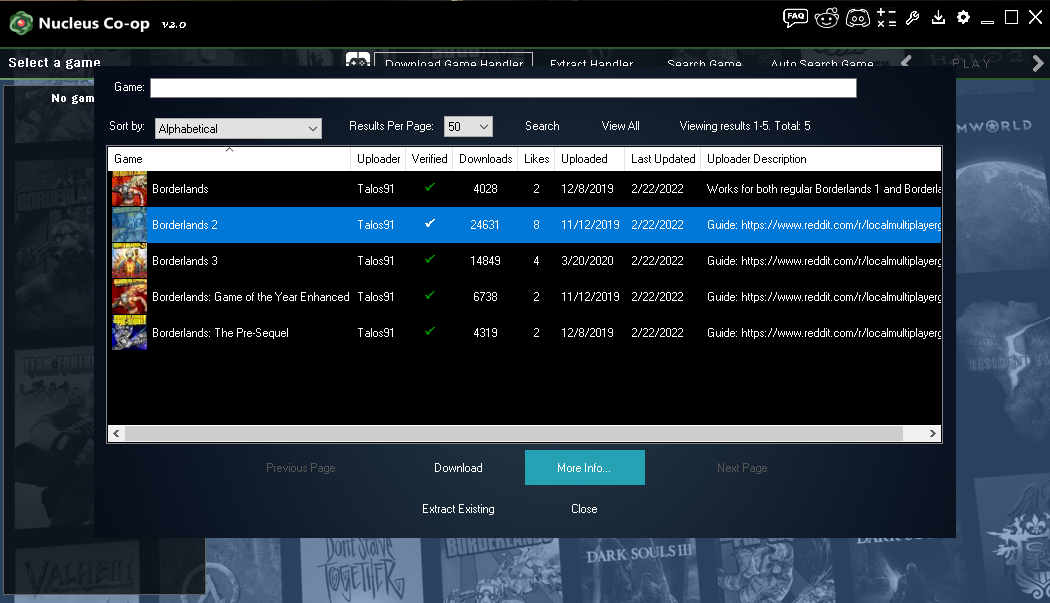 Nucleus Co-op v2.0
FAQ
Select a game
Download Game Handler Extract Handler Search Game Auto Search Game PLAY
No gam
Game:
Sort by: Alphabetical Results Per Page: 50 Search View All Viewing results 1-5. Total: 5
Game Uploader Verified Downloads Likes Uploaded Last Updated Uploader Description
Borderlands Talos91 ✓ 4028 2 12/8/2019 2/22/2022 Works for both regular Borderlands 1 and Borderla
Borderlands 2 Talos91 ✓ 24631 8 11/12/2019 2/22/2022 Guide: https://www.reddit.com/r/localmultiplayerg
Borderlands 3 Talos91 ✓ 14849 4 3/20/2020 2/22/2022 Guide: https://www.reddit.com/r/localmultiplayerg
Borderlands: Game of the Year Enhanced Talos91 ✓ 6738 2 11/12/2019 2/22/2022 Guide: https://www.reddit.com/r/localmultiplayerg
Borderlands: The Pre-Sequel Talos91 ✓ 4319 2 12/8/2019 2/22/2022 Guide: https://www.reddit.com/r/localmultiplayerg
Previous Page Download More Info... Next Page
Extract Existing Close
MWORLD
TEAM FORTR
RESIDENT
VALHEIM
Don't Starve
TOGETHER
BORDERLANDS
DARK SOULS III